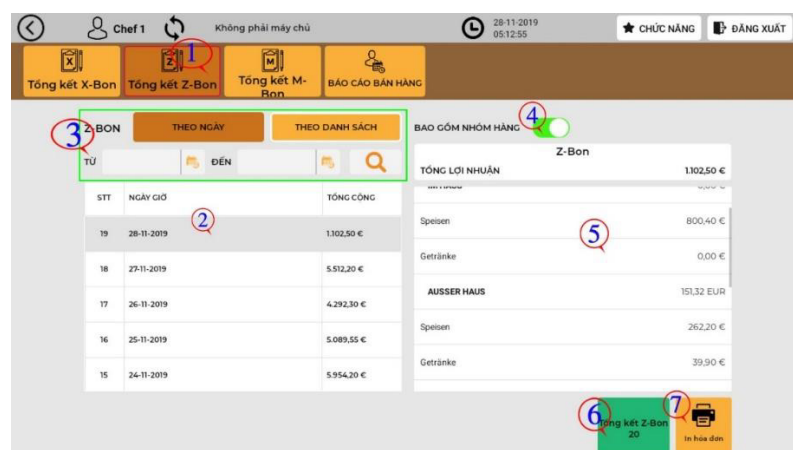 Chef 1
Không phải máy chủ
28-11-2019
05:12:55
CHỨC NĂNG
ĐĂNG XUẤT
X
Z
M
1
Tổng kết X-Bon
Tổng kết Z-Bon
Tổng kết M-Bon
BÁO CÁO BÁN HÀNG
3
Z-BON
THEO NGÀY
THEO DANH SÁCH
TỪ
ĐẾN
STT NGÀY GIỜ TỔNG CỘNG
2
19 28-11-2019 1.102,50 €
18 27-11-2019 5.512,20 €
17 26-11-2019 4.292,30 €
16 25-11-2019 5.089,55 €
15 24-11-2019 5.954,20 €
BAO GỒM NHÓM HÀNG
4
Z-Bon
TỔNG LỢI NHUẬN 1.102,50 €
Speisen 800,40 €
5
Getränke 0,00 €
AUSSER HAUS 151,32 EUR
Speisen 262,20 €
Getränke 39,90 €
6
Tổng kết Z-Bon
20
7
In hóa đơn